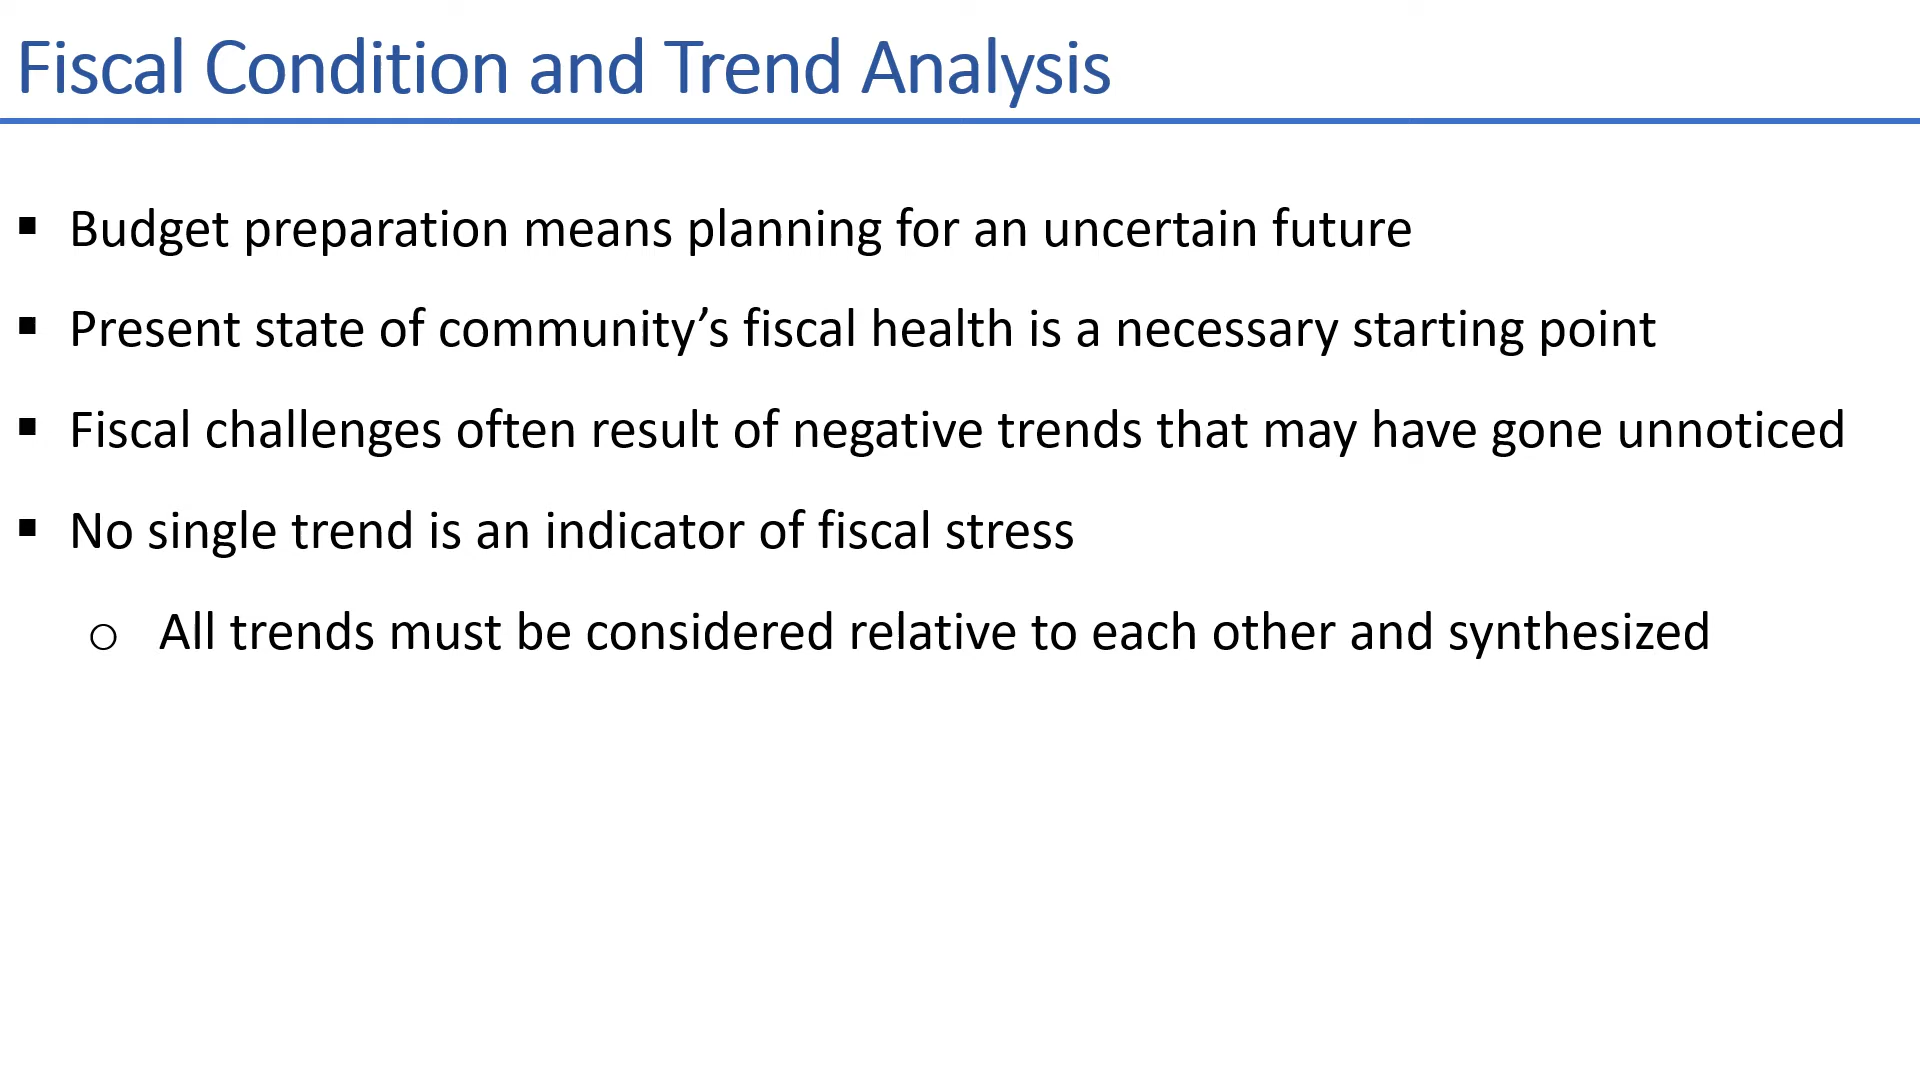 Fiscal Condition and Trend Analysis
▪ Budget preparation means planning for an uncertain future
▪ Present state of community’s fiscal health is a necessary starting point
▪ Fiscal challenges often result of negative trends that may have gone unnoticed
▪ No single trend is an indicator of fiscal stress
o All trends must be considered relative to each other and synthesized